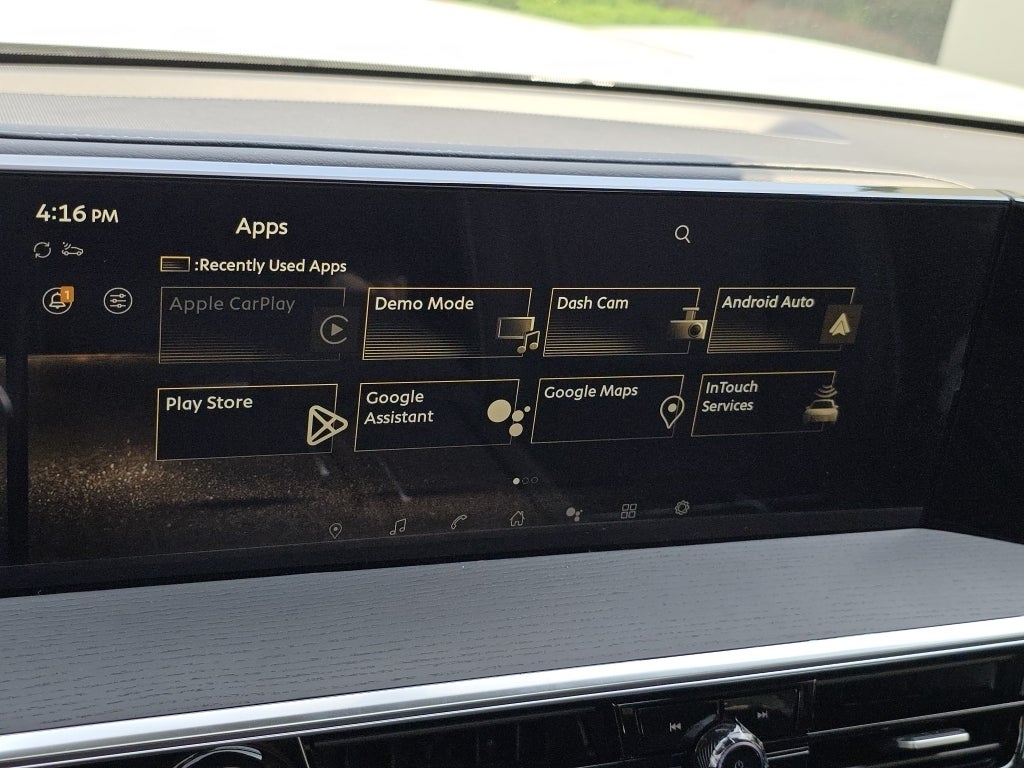 4:16 PM
Apps
:Recently Used Apps
1
Apple CarPlay
Demo Mode
Dash Cam
Android Auto
Play Store
Google
Assistant
Google Maps
InTouch
Services